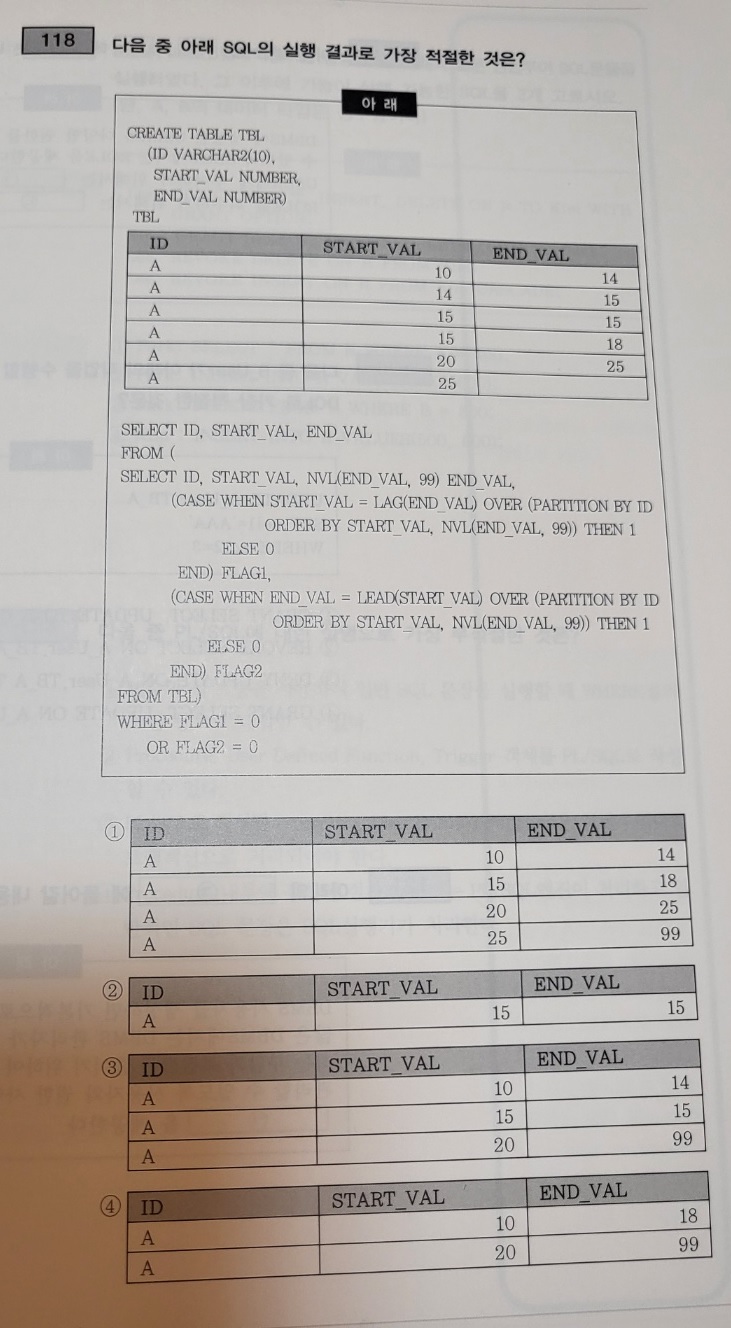 118 다음 중 아래 SQL의 실행 결과로 가장 적절한 것은?
아 래
CREATE TABLE TBL
(ID VARCHAR2(10),
START_VAL NUMBER,
END_VAL NUMBER)
TBL
ID START_VAL END_VAL
A 10 14
A 14 15
A 15 15
A 15 18
A 20 25
A 25
SELECT ID, START_VAL, END_VAL
FROM (
SELECT ID, START_VAL, NVL(END_VAL, 99) END_VAL,
(CASE WHEN START_VAL = LAG(END_VAL) OVER (PARTITION BY ID
ORDER BY START_VAL, NVL(END_VAL, 99)) THEN 1
ELSE 0
END) FLAG1,
(CASE WHEN END_VAL = LEAD(START_VAL) OVER (PARTITION BY ID
ORDER BY START_VAL, NVL(END_VAL, 99)) THEN 1
ELSE 0
END) FLAG2
FROM TBL)
WHERE FLAG1 = 0
OR FLAG2 = 0
① ID START_VAL END_VAL
A 10 14
A 15 18
A 20 25
A 25 99
② ID START_VAL END_VAL
A 15 15
③ ID START_VAL END_VAL
A 10 14
A 15 15
A 20 99
④ ID START_VAL END_VAL
A 10 18
A 20 99